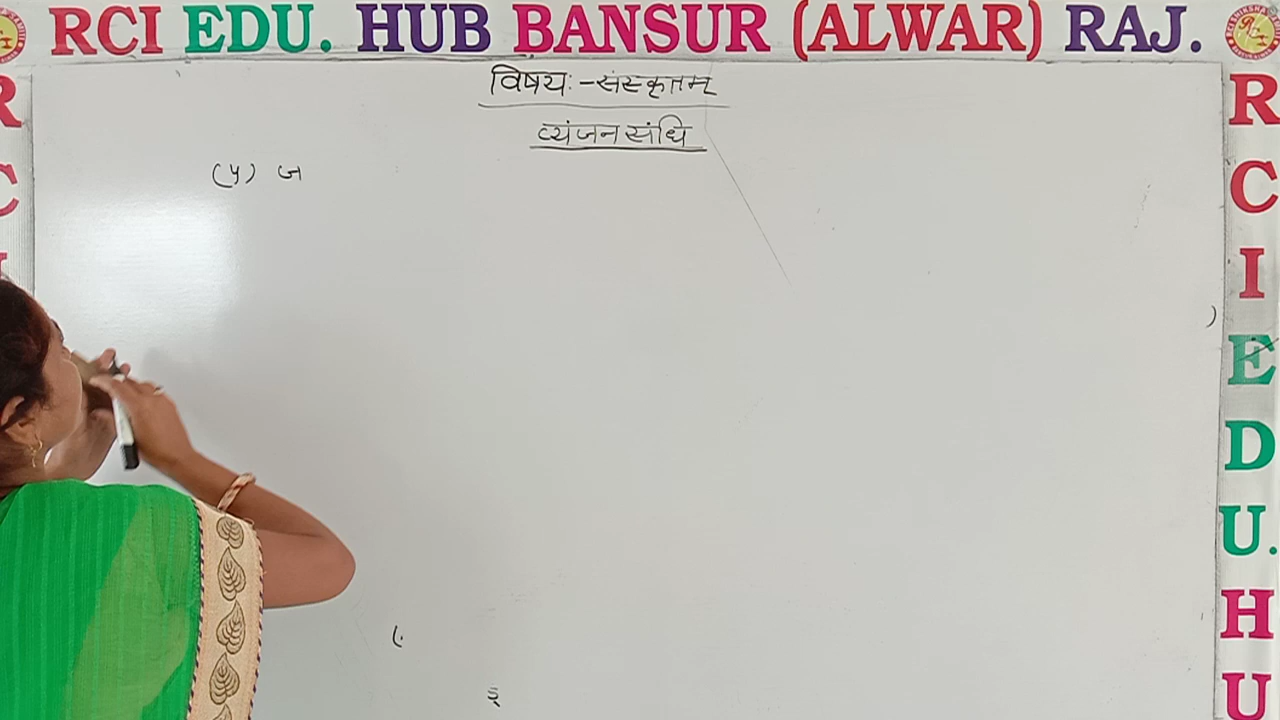 RCI EDU. HUB BANSUR (ALWAR) RAJ.
विषयः-संस्कृतम्
व्यंजन संधि
(५) ज
R
C
R
C
I
E
D
U.
H
U